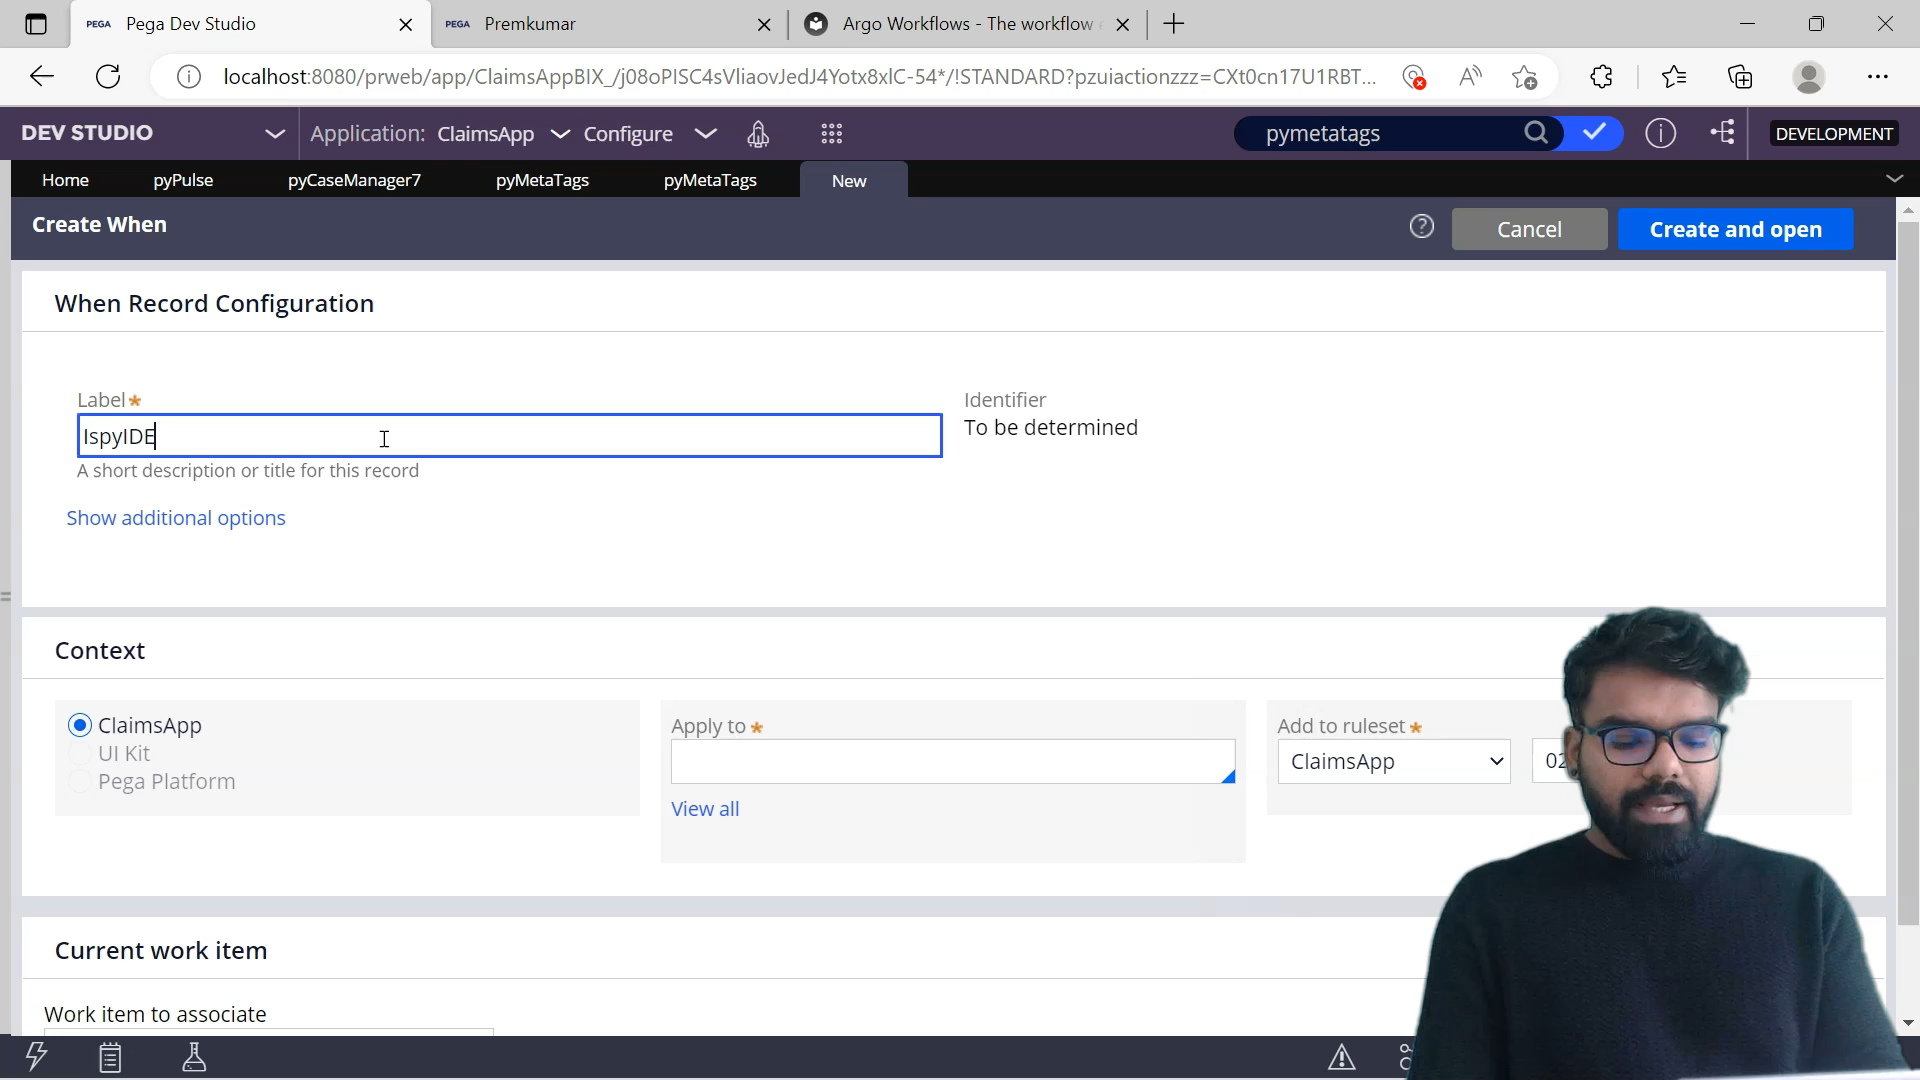 PEGA Pega Dev Studio
PEGA Premkumar
Argo Workflows - The workflow
localhost:8080/prweb/app/ClaimsAppBIX_/j08oPISC4sVliaovJedJ4Yotx8xlC-54*/!STANDARD?pzuiactionzzz=CXt0cn17U1RBT...
DEV STUDIO
Application: ClaimsApp
Configure
pymetatags
DEVELOPMENT
Home
pyPulse
pyCaseManager7
pyMetaTags
pyMetaTags
New
Create When
Cancel
Create and open
When Record Configuration
Label*
Identifier
IspyIDE
To be determined
A short description or title for this record
Show additional options
Context
ClaimsApp
UI Kit
Pega Platform
Apply to *
View all
Add to ruleset *
ClaimsApp
Current work item
Work item to associate